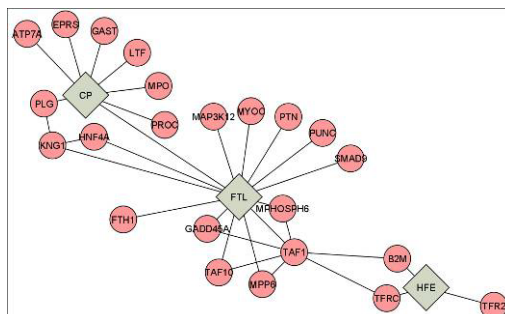 EPRS
ATP7A
GAST
LTF
CP
MPO
PLG
PROC
HNF4A
KNG1
MAP3K12
MYOC
PTN
PUNC
SMAD9
FTL
MPHOSPH6
FTH1
GADD45A
TAF1
TAF10
MPP6
B2M
HFE
TFRC
TFR2